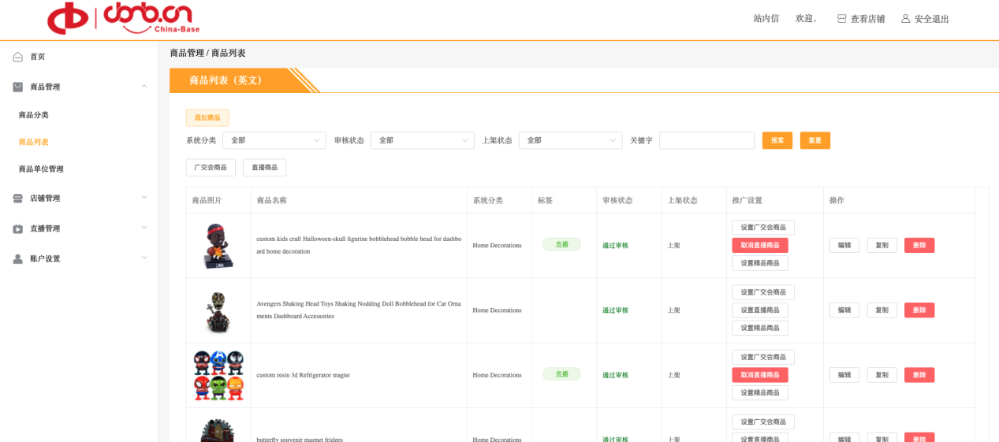 cbnb.cn
China-Base
站内信 欢迎, 查看店铺 安全退出
首页
商品管理
商品分类
商品列表
商品单位管理
店铺管理
直播管理
账户设置
商品管理 / 商品列表
商品列表（英文）
添加商品
系统分类 全部 审核状态 全部 上架状态 全部 关键字 搜索 重置
广交会商品 直播商品
商品图片 商品名称 系统分类 标签 审核状态 上架状态 推广设置 操作
custom kids craft Halloween-skull figurine bobblehead bobble head for dashbo
ard home decoration
Home Decorations 直播 通过审核 上架
设置广交会商品
取消直播商品
设置精品商品
编辑 复制 删除
Avengers Shaking Head Toys Shaking Nodding Doll Bobblehead for Car Orna
ments Dashboard Accessories
Home Decorations 通过审核 上架
设置广交会商品
设置直播商品
设置精品商品
编辑 复制 删除
custom resin 3d Refrigerator magne
Home Decorations 直播 通过审核 上架
设置广交会商品
取消直播商品
设置精品商品
编辑 复制 删除
butterfly souvenir magnet fridges
Home Decorations 通过审核 上架
设置广交会商品
设置直播商品
编辑 复制 删除